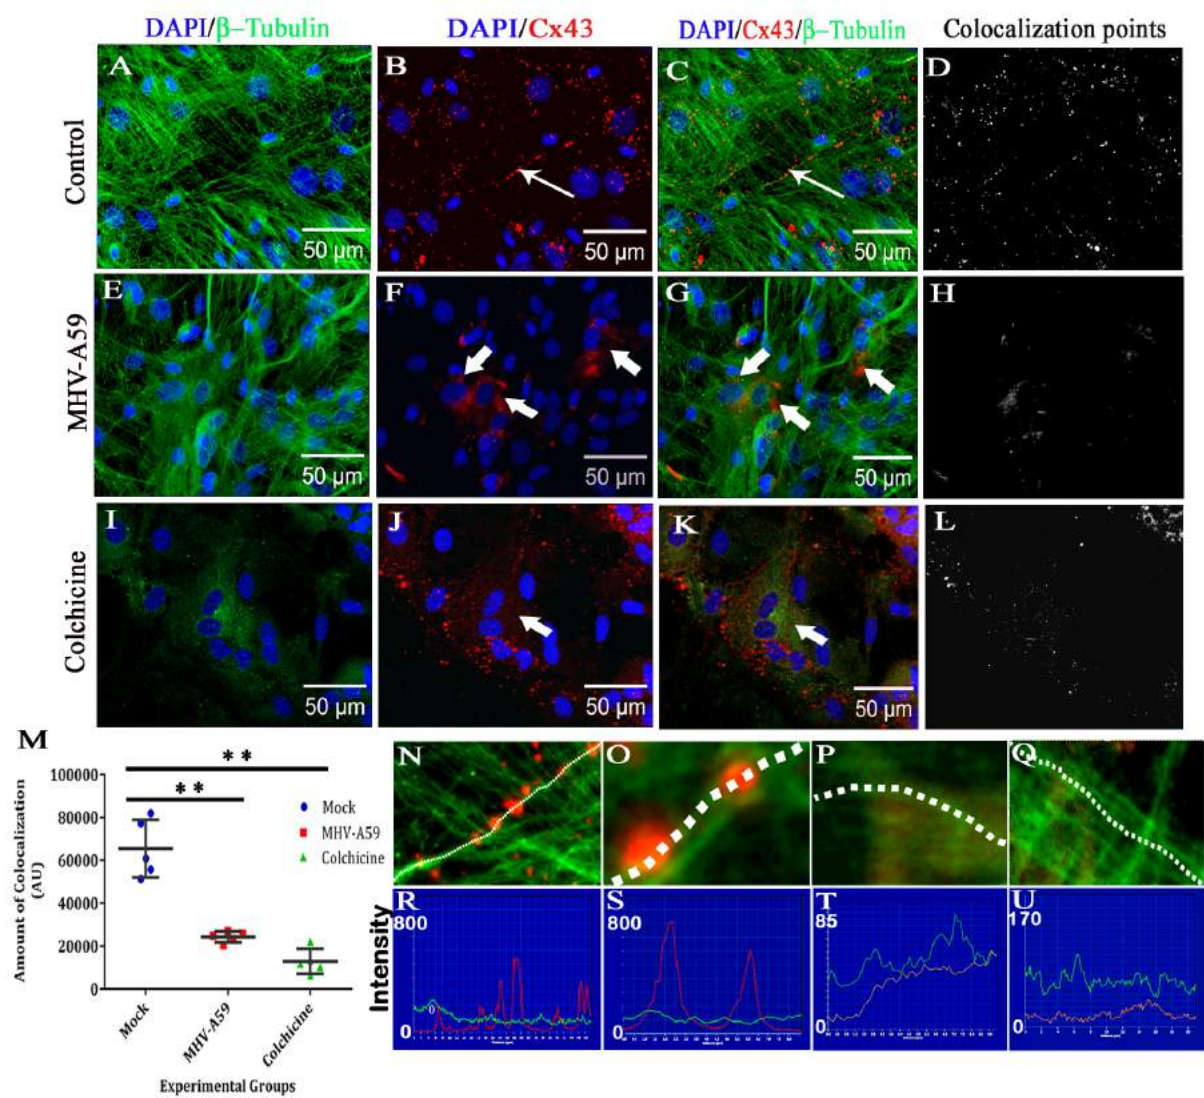 DAPI/β–Tubulin
DAPI/Cx43
DAPI/Cx43/β–Tubulin
Colocalization points
Control
A
50 µm
B
50 µm
C
50 µm
D
MHV-A59
E
50 µm
F
50 µm
G
50 µm
H
Colchicine
I
50 µm
J
50 µm
K
50 µm
L
M
Amount of Colocalization
(AU)
100000
80000
60000
40000
20000
0
* *
* *
Mock
MHV-A59
Colchicine
Mock
MHV-A59
Colchicine
Experimental Groups
N
O
P
Q
Intensity
R
800
0
S
800
0
T
85
0
U
170
0